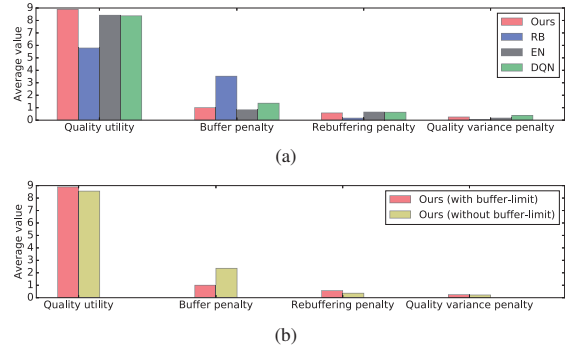 9
8
7
6
5
4
3
2
1
0
Average value
Ours
RB
EN
DQN
Quality utility Buffer penalty Rebuffering penalty Quality variance penalty
(a)
9
8
7
6
5
4
3
2
1
0
Average value
Ours (with buffer-limit)
Ours (without buffer-limit)
Quality utility Buffer penalty Rebuffering penalty Quality variance penalty
(b)